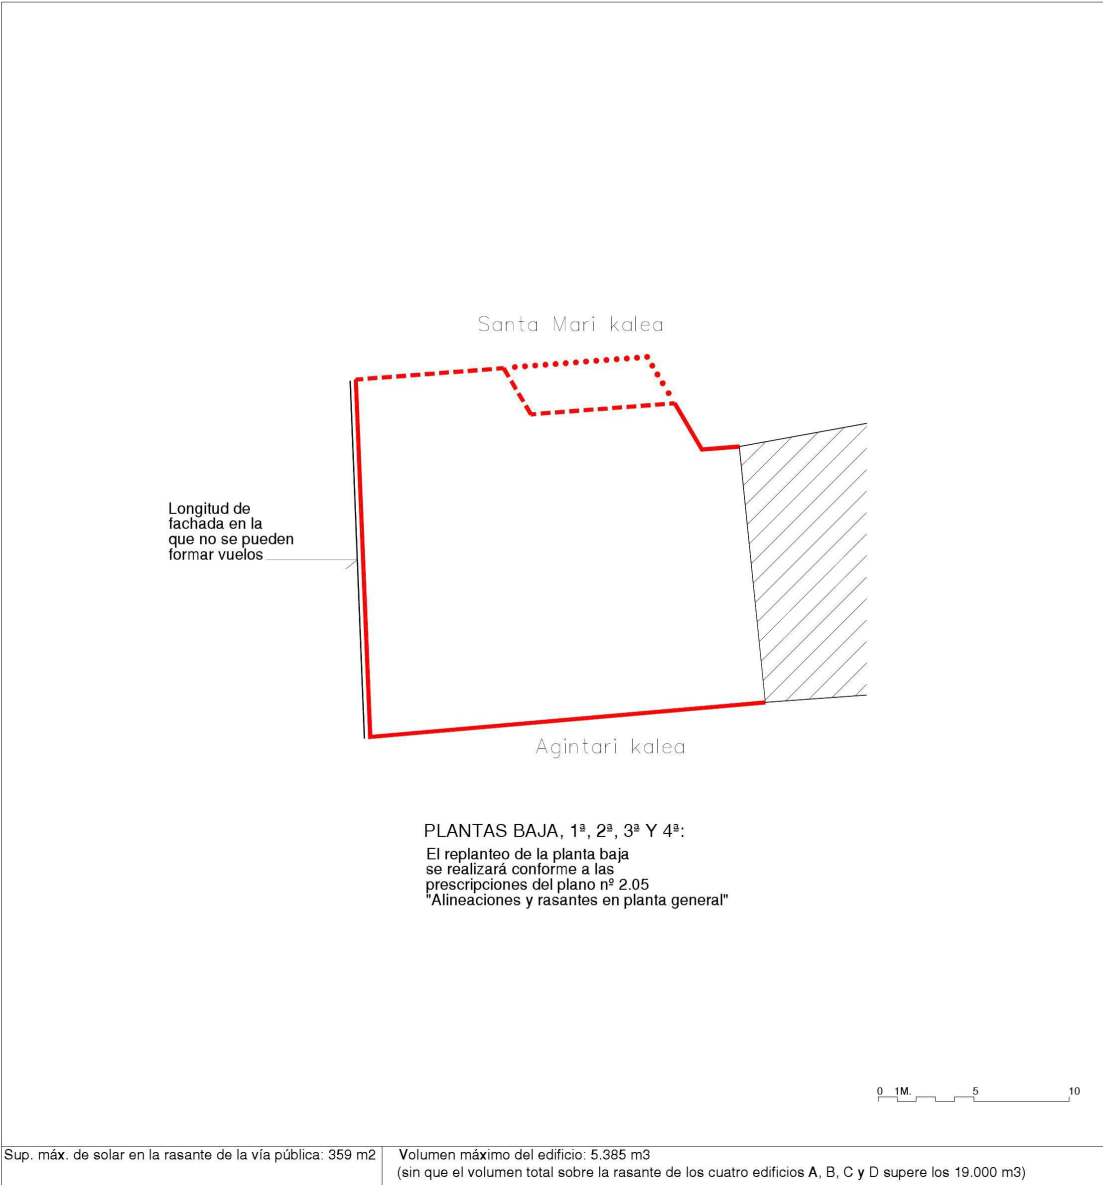 Santa Mari kalea
Longitud de
fachada en la
que no se pueden
formar vuelos
Agintari kalea
PLANTAS BAJA, 1ª, 2ª, 3ª Y 4ª:
El replanteo de la planta baja
se realizará conforme a las
prescripciones del plano nº 2.05
"Alineaciones y rasantes en planta general"
0 1M. 5 10
Sup. máx. de solar en la rasante de la vía pública: 359 m2
Volumen máximo del edificio: 5.385 m3
(sin que el volumen total sobre la rasante de los cuatro edificios A, B, C y D supere los 19.000 m3)